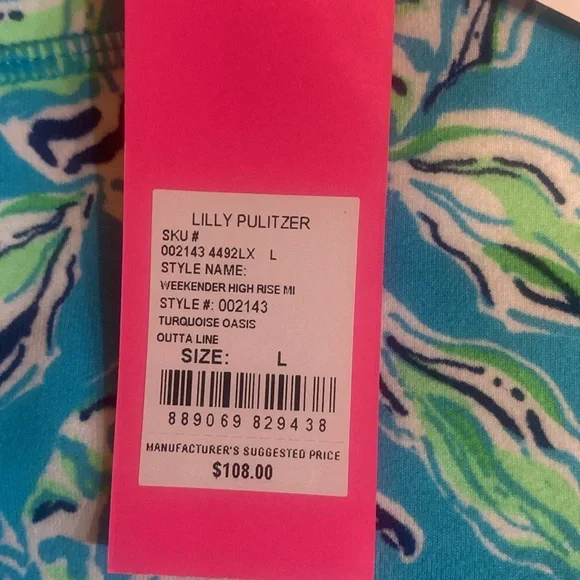 LILLY PULITZER
SKU #
002143 4492LX L
STYLE NAME:
WEEKENDER HIGH RISE MI
STYLE #: 002143
TURQUOISE OASIS
OUTTA LINE
SIZE: L
889069 829438
MANUFACTURER'S SUGGESTED PRICE
$108.00